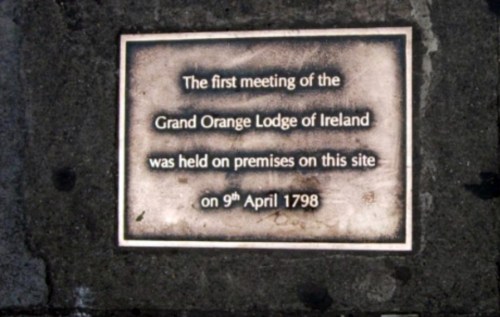 The first meeting of the
Grand Orange Lodge of Ireland
was held on premises on this site
on 9th April 1798